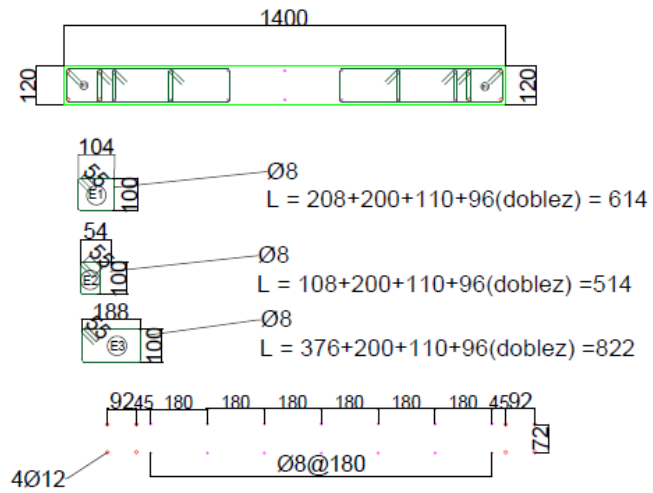 1400
120
120
104
55
E1
100
Ø8
L = 208+200+110+96(doblez) = 614
54
55
E2
100
Ø8
L = 108+200+110+96(doblez) =514
188
55
E3
100
Ø8
L = 376+200+110+96(doblez) =822
92 45 180 180 180 180 180 180 45 92
72
Ø8@180
4Ø12